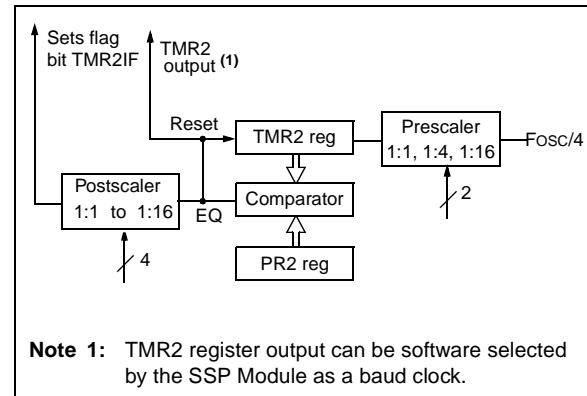 Sets flag
bit TMR2IF
TMR2
output (1)
Reset
TMR2 reg
Prescaler
1:1, 1:4, 1:16
FOSC/4
2
Postscaler
1:1 to 1:16
EQ
Comparator
4
PR2 reg
Note 1: TMR2 register output can be software selected
by the SSP Module as a baud clock.